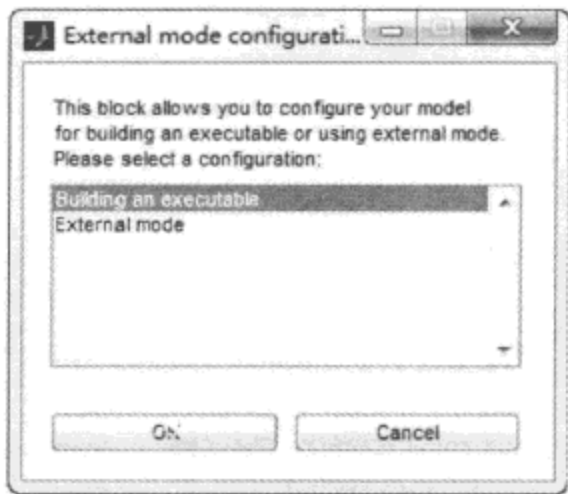 External mode configurati...
This block allows you to configure your model
for building an executable or using external mode.
Please select a configuration:
Building an executable
External mode
OK
Cancel